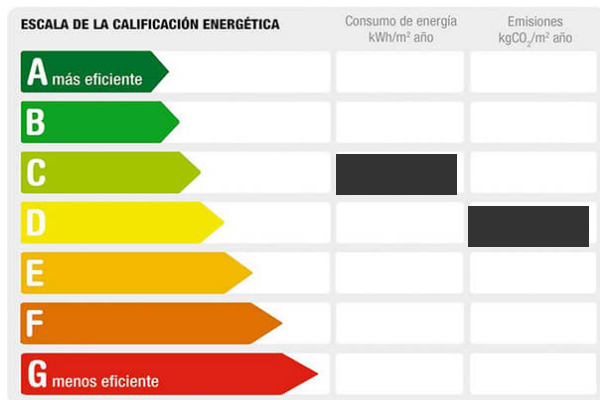 ESCALA DE LA CALIFICACIÓN ENERGÉTICA
Consumo de energía
kWh/m² año
Emisiones
kgCO₂/m² año
A más eficiente
B
C
D
E
F
G menos eficiente